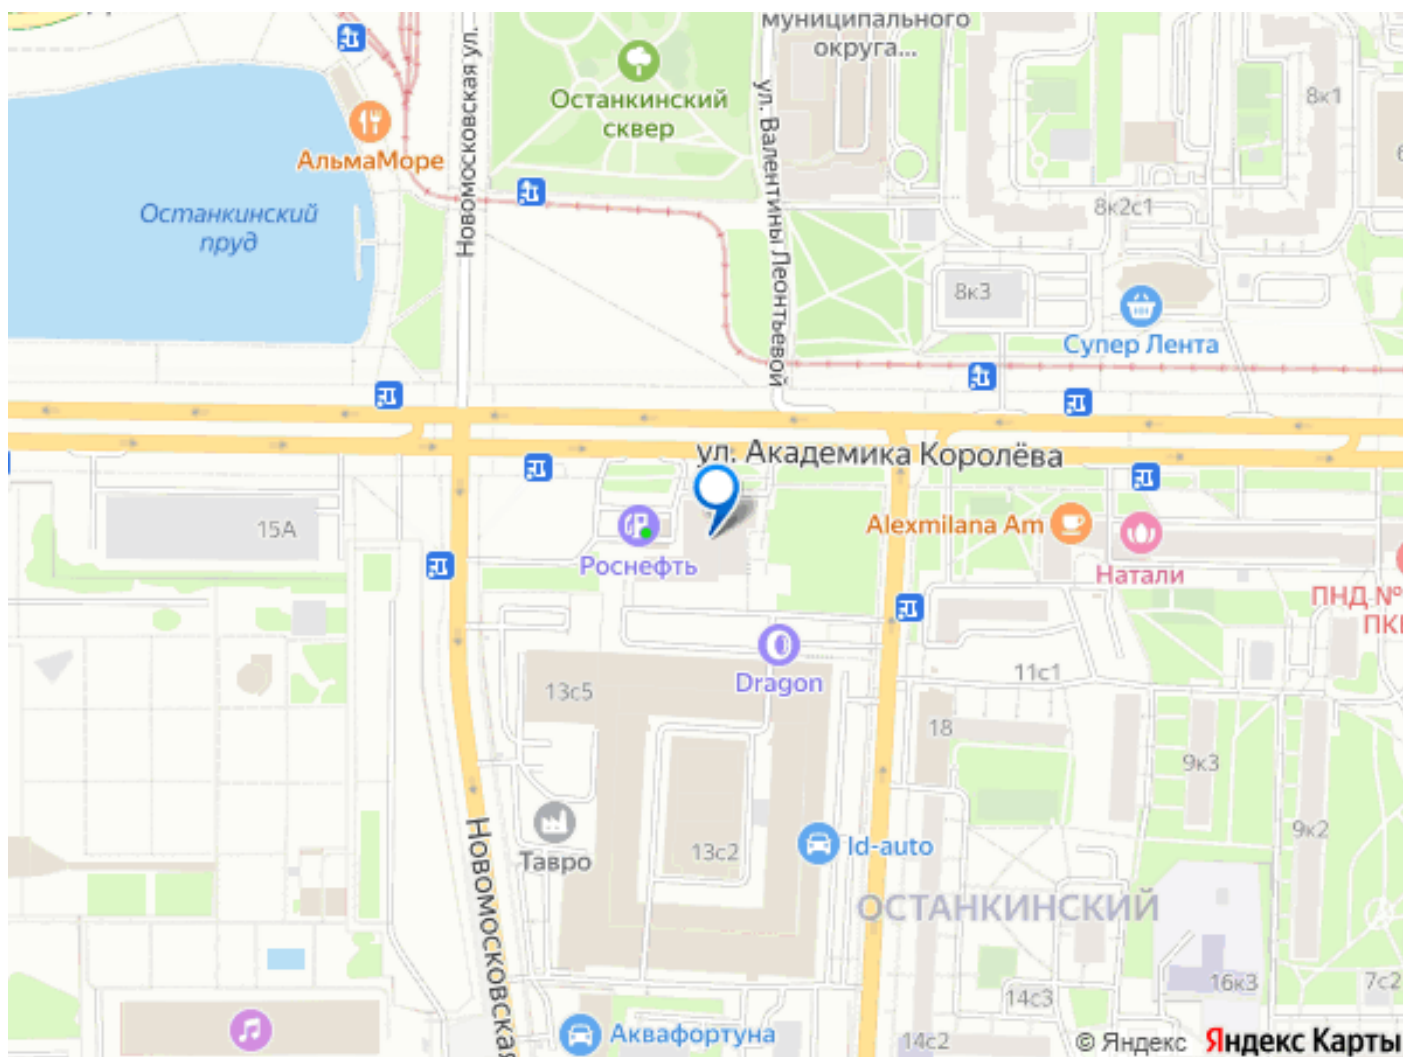 муниципального
округа...
Новомосковская ул.
Останкинский
сквер
ул. Валентины Леонтьевой
8к1
АльмаМоре
Останкинский
пруд
8к2с1
8к3
Супер Лента
ул. Академика Королёва
15А
Роснефть
Alexmilana Am
Натали
ПНД №
Dragon
13с5
11с1
18
9к3
Новомосковская
Тавро
13с2
Id-auto
9к2
ОСТАНКИНСКИЙ
16к3
7с2
14с3
Аквафортуна
14с2
© Яндекс
Яндекс Карты